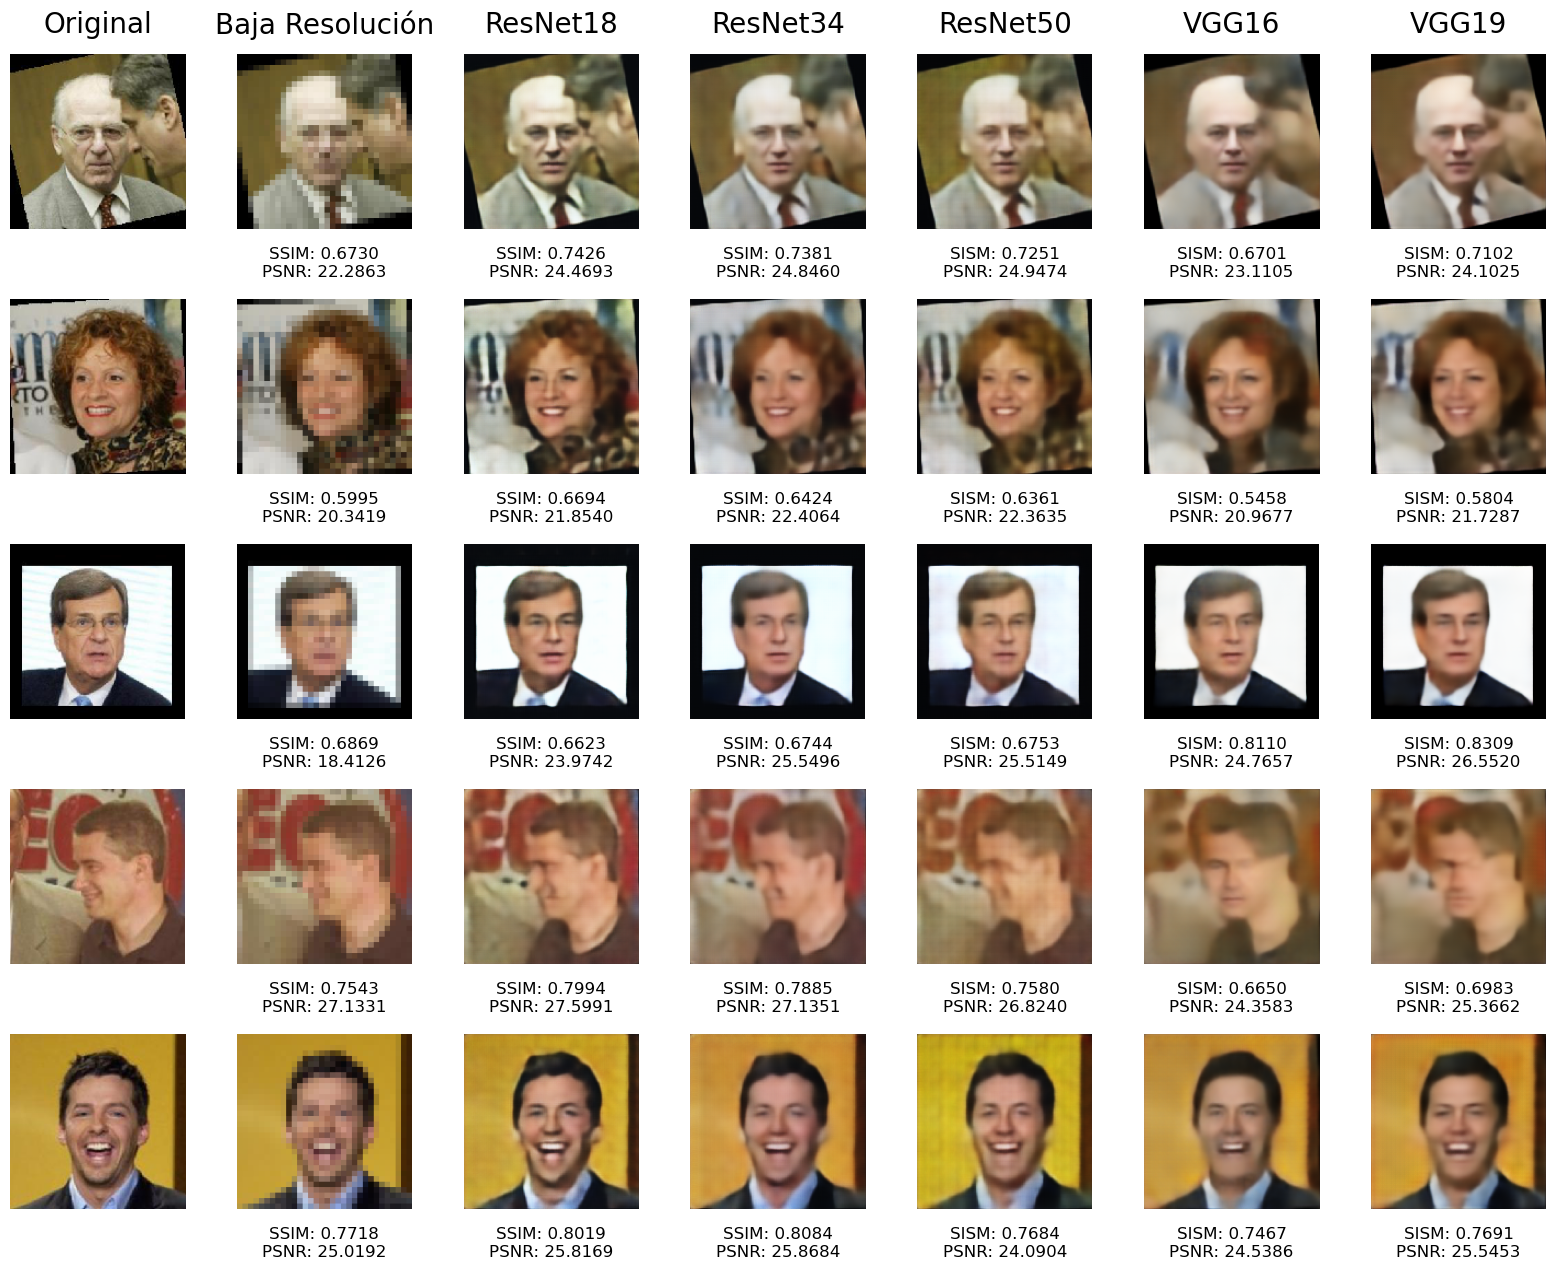 Original Baja Resolución ResNet18 ResNet34 ResNet50 VGG16 VGG19
SSIM: 0.6730 SSIM: 0.7426 SSIM: 0.7381 SISM: 0.7251 SISM: 0.6701 SISM: 0.7102
PSNR: 22.2863 PSNR: 24.4693 PSNR: 24.8460 PSNR: 24.9474 PSNR: 23.1105 PSNR: 24.1025
SSIM: 0.5995 SSIM: 0.6694 SSIM: 0.6424 SISM: 0.6361 SISM: 0.5458 SISM: 0.5804
PSNR: 20.3419 PSNR: 21.8540 PSNR: 22.4064 PSNR: 22.3635 PSNR: 20.9677 PSNR: 21.7287
SSIM: 0.6869 SSIM: 0.6623 SSIM: 0.6744 SISM: 0.6753 SISM: 0.8110 SISM: 0.8309
PSNR: 18.4126 PSNR: 23.9742 PSNR: 25.5496 PSNR: 25.5149 PSNR: 24.7657 PSNR: 26.5520
SSIM: 0.7543 SSIM: 0.7994 SSIM: 0.7885 SISM: 0.7580 SISM: 0.6650 SISM: 0.6983
PSNR: 27.1331 PSNR: 27.5991 PSNR: 27.1351 PSNR: 26.8240 PSNR: 24.3583 PSNR: 25.3662
SSIM: 0.7718 SSIM: 0.8019 SSIM: 0.8084 SISM: 0.7684 SISM: 0.7467 SISM: 0.7691
PSNR: 25.0192 PSNR: 25.8169 PSNR: 25.8684 PSNR: 24.0904 PSNR: 24.5386 PSNR: 25.5453